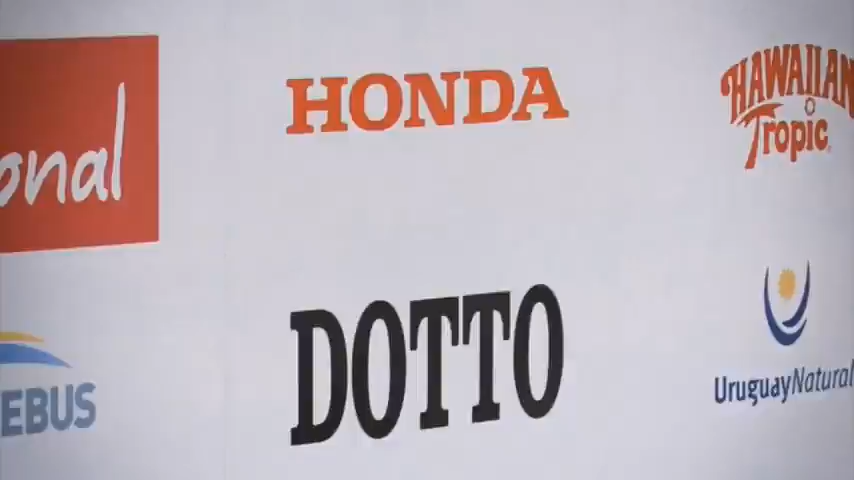 HONDA
HAWAIIAN
Tropic
onal
DOTTO
UruguayNatural
EBUS